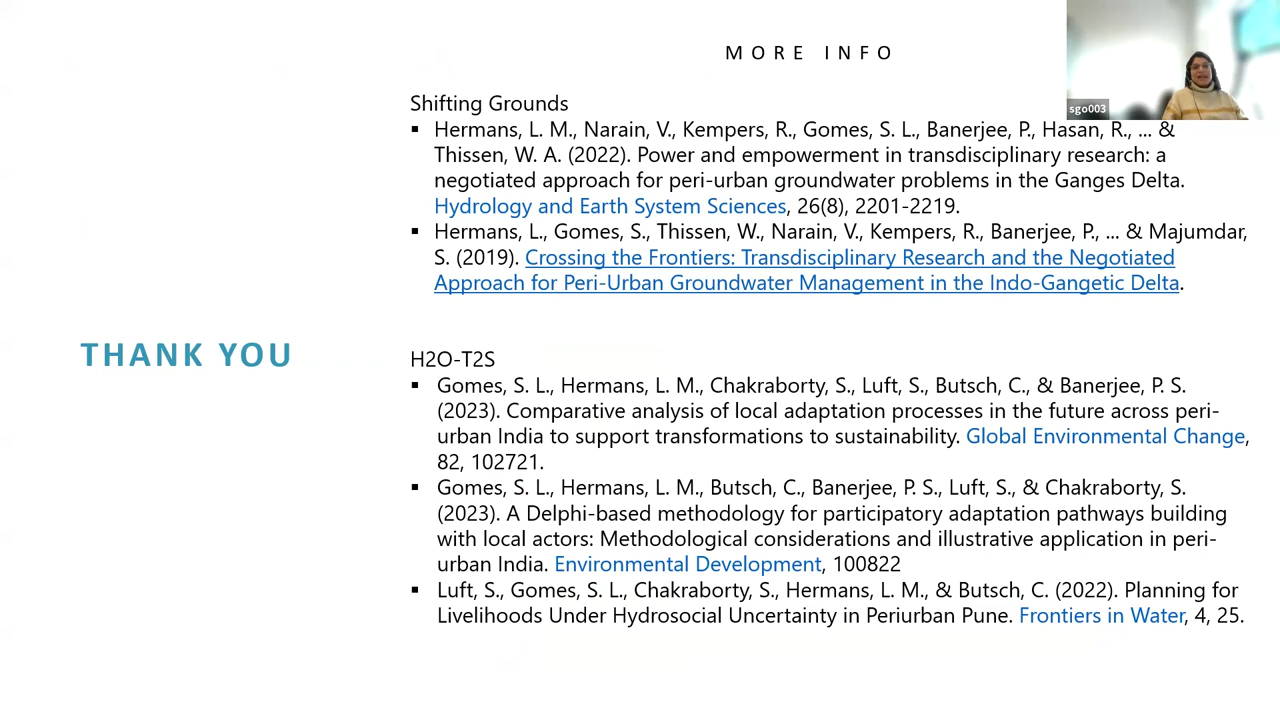 MORE INFO
sgo003
Shifting Grounds
▪ Hermans, L. M., Narain, V., Kempers, R., Gomes, S. L., Banerjee, P., Hasan, R., ... &
Thissen, W. A. (2022). Power and empowerment in transdisciplinary research: a
negotiated approach for peri-urban groundwater problems in the Ganges Delta.
Hydrology and Earth System Sciences, 26(8), 2201-2219.
▪ Hermans, L., Gomes, S., Thissen, W., Narain, V., Kempers, R., Banerjee, P., ... & Majumdar,
S. (2019). Crossing the Frontiers: Transdisciplinary Research and the Negotiated
Approach for Peri-Urban Groundwater Management in the Indo-Gangetic Delta.
THANK YOU
H2O-T2S
▪ Gomes, S. L., Hermans, L. M., Chakraborty, S., Luft, S., Butsch, C., & Banerjee, P. S.
(2023). Comparative analysis of local adaptation processes in the future across peri-
urban India to support transformations to sustainability. Global Environmental Change,
82, 102721.
▪ Gomes, S. L., Hermans, L. M., Butsch, C., Banerjee, P. S., Luft, S., & Chakraborty, S.
(2023). A Delphi-based methodology for participatory adaptation pathways building
with local actors: Methodological considerations and illustrative application in peri-
urban India. Environmental Development, 100822
▪ Luft, S., Gomes, S. L., Chakraborty, S., Hermans, L. M., & Butsch, C. (2022). Planning for
Livelihoods Under Hydrosocial Uncertainty in Periurban Pune. Frontiers in Water, 4, 25.